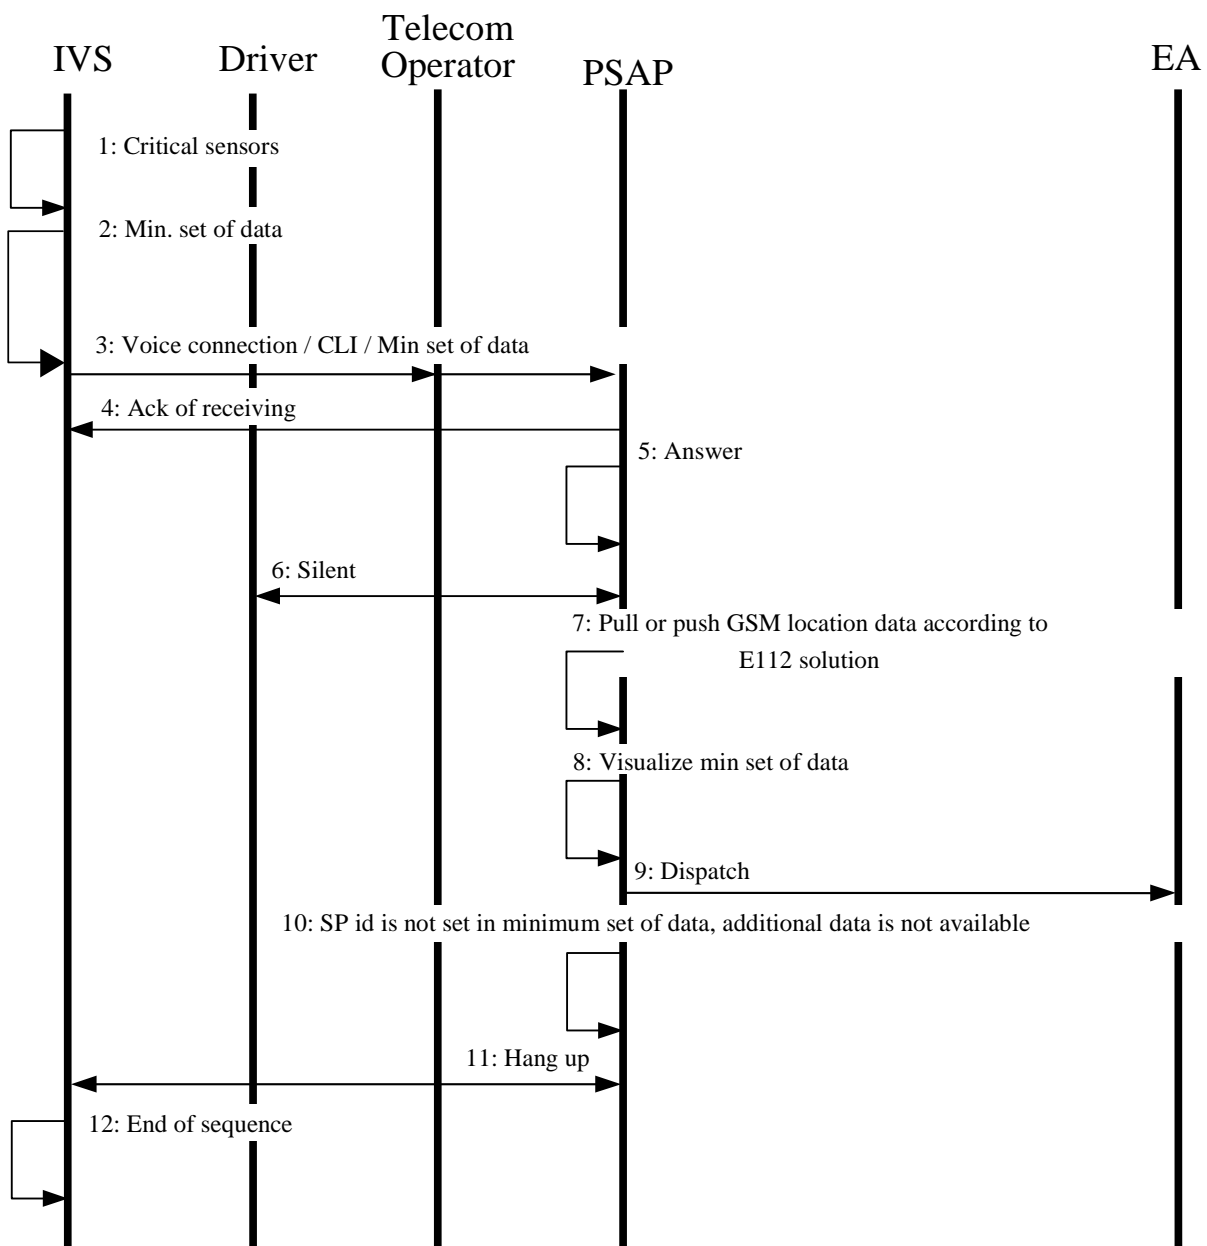 IVS
Driver
Telecom
Operator
PSAP
EA
1: Critical sensors
2: Min. set of data
3: Voice connection / CLI / Min set of data
4: Ack of receiving
5: Answer
6: Silent
7: Pull or push GSM location data according to
E112 solution
8: Visualize min set of data
9: Dispatch
10: SP id is not set in minimum set of data, additional data is not available
11: Hang up
12: End of sequence